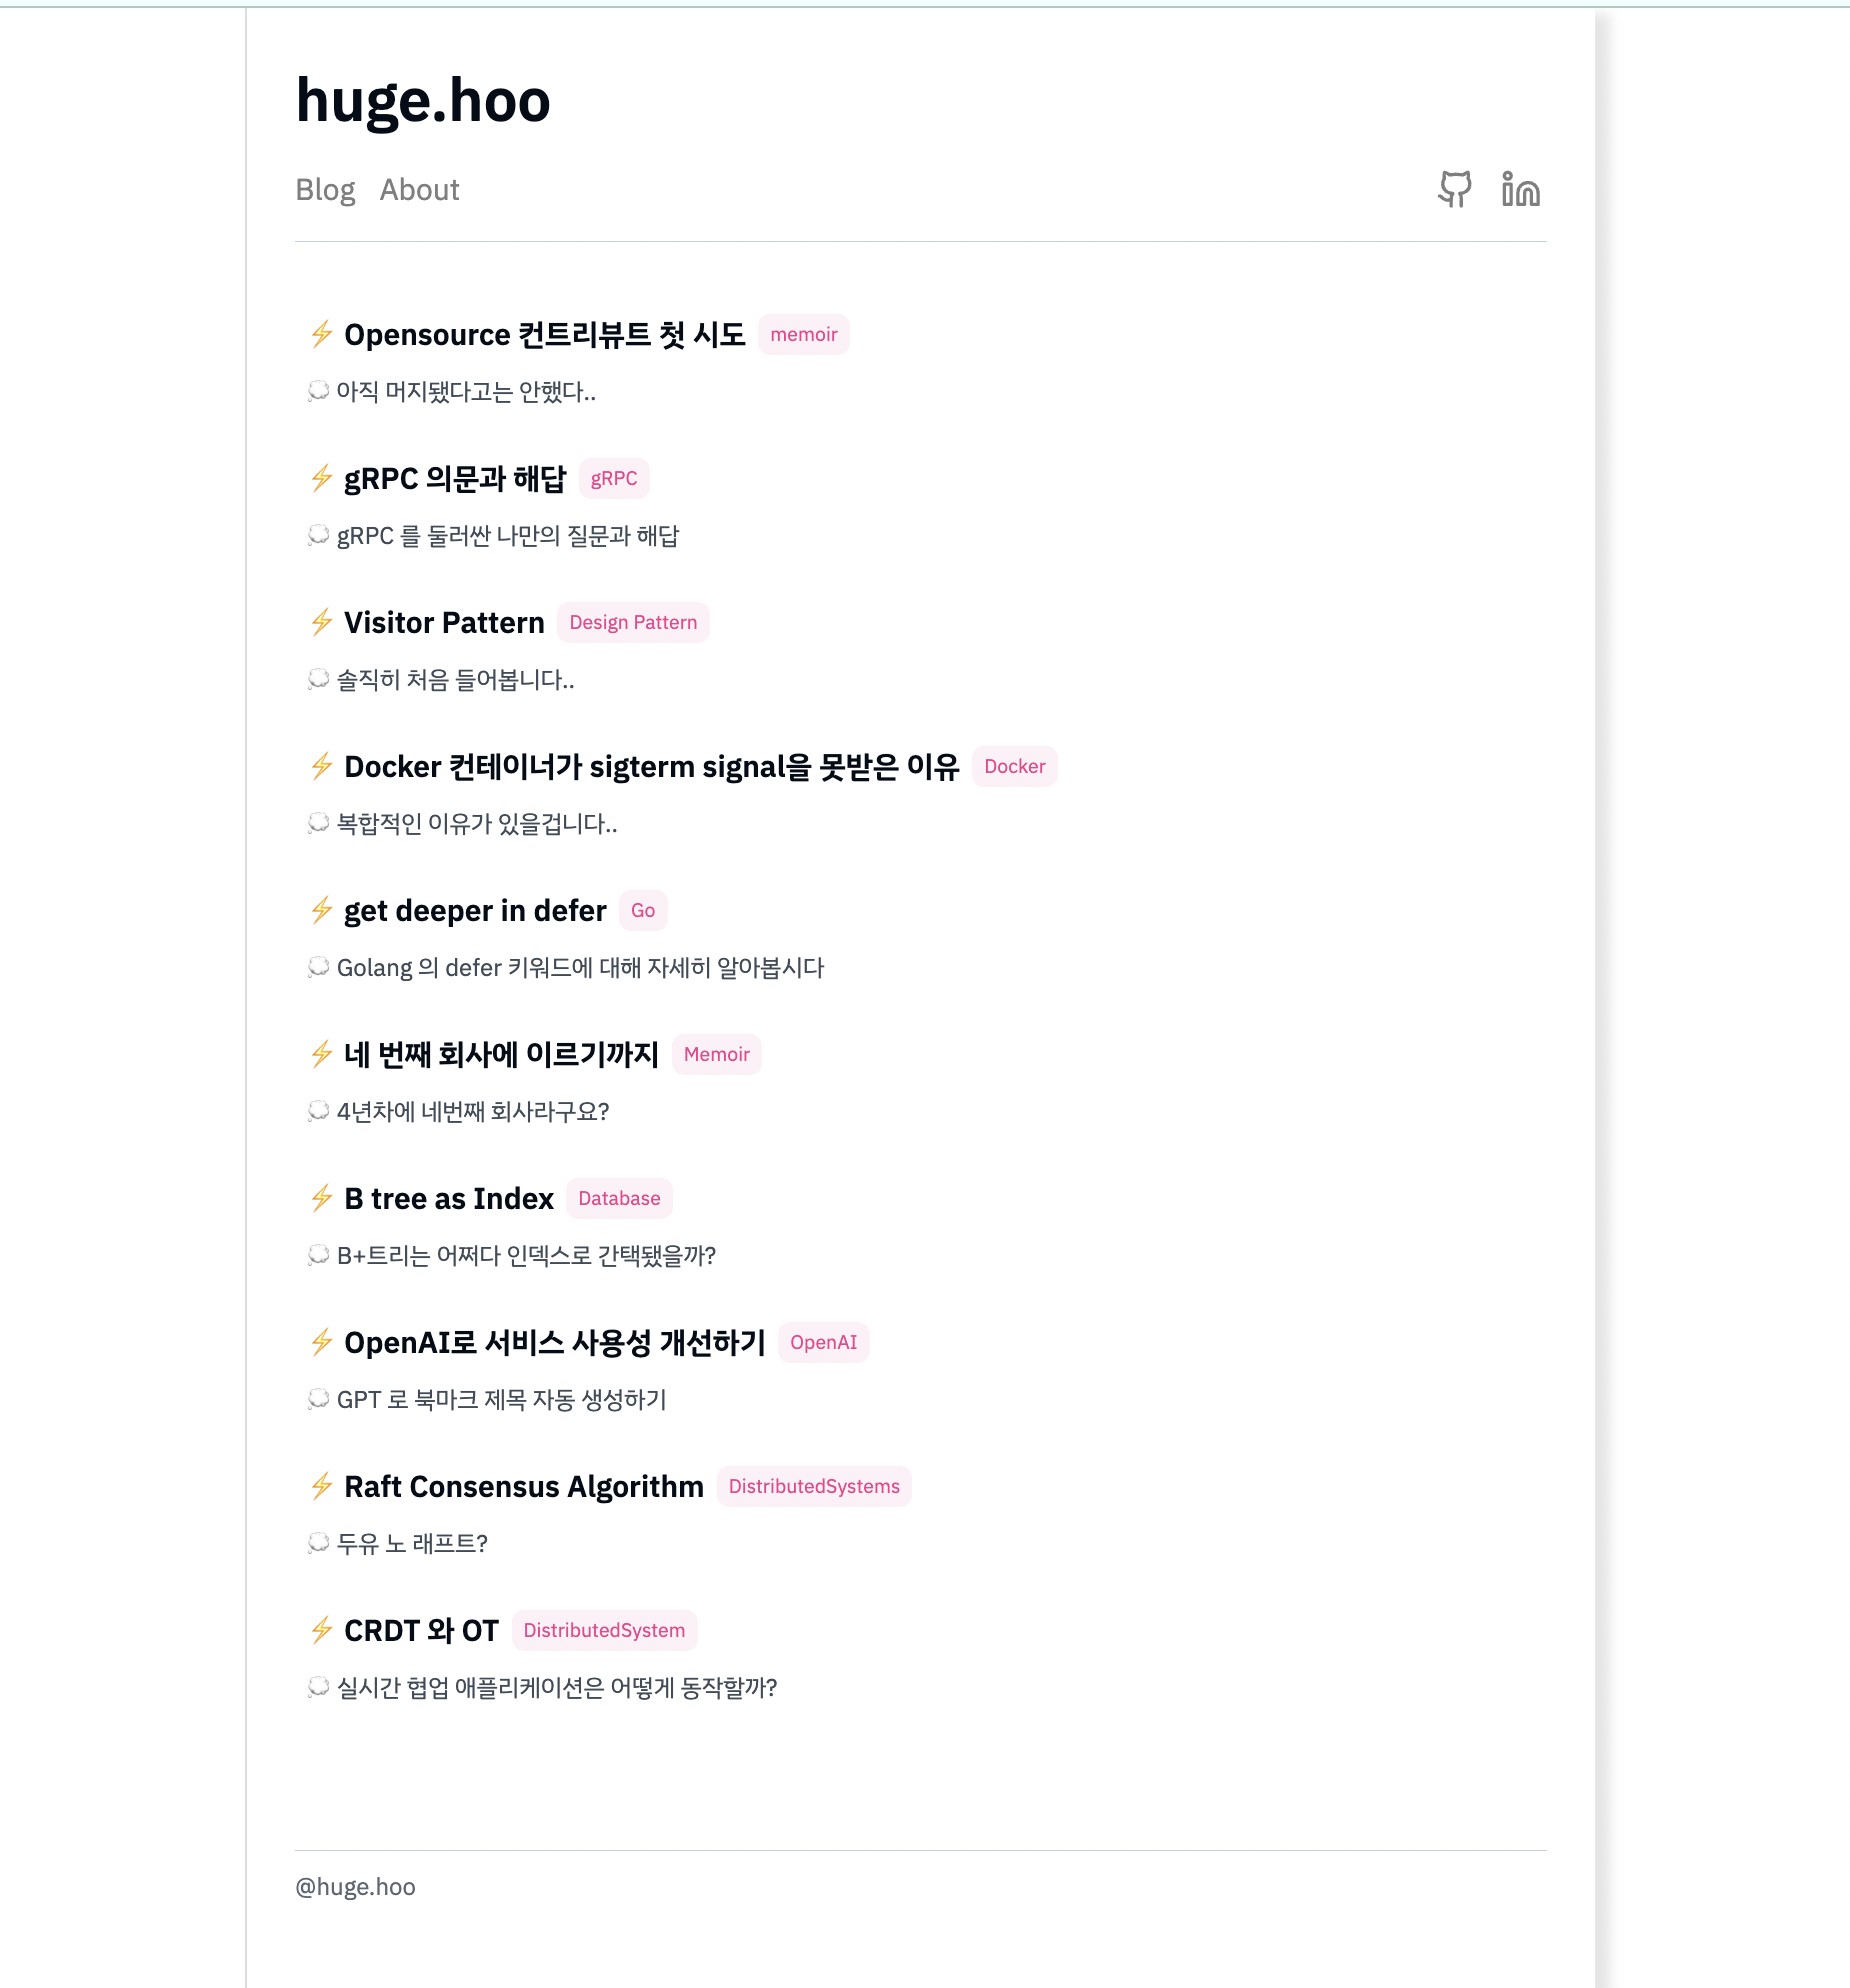 huge.hoo
Blog About
⚡ Opensource 컨트리뷰트 첫 시도 memoir
💭 아직 머지됐다고는 안했다..
⚡ gRPC 의문과 해답 gRPC
💭 gRPC 를 둘러싼 나만의 질문과 해답
⚡ Visitor Pattern Design Pattern
💭 솔직히 처음 들어봅니다..
⚡ Docker 컨테이너가 sigterm signal을 못받은 이유 Docker
💭 복합적인 이유가 있을겁니다..
⚡ get deeper in defer Go
💭 Golang 의 defer 키워드에 대해 자세히 알아봅시다
⚡ 네 번째 회사에 이르기까지 Memoir
💭 4년차에 네번째 회사라구요?
⚡ B tree as Index Database
💭 B+트리는 어쩌다 인덱스로 간택됐을까?
⚡ OpenAI로 서비스 사용성 개선하기 OpenAI
💭 GPT 로 북마크 제목 자동 생성하기
⚡ Raft Consensus Algorithm DistributedSystems
💭 두유 노 래프트?
⚡ CRDT 와 OT DistributedSystem
💭 실시간 협업 애플리케이션은 어떻게 동작할까?
@huge.hoo